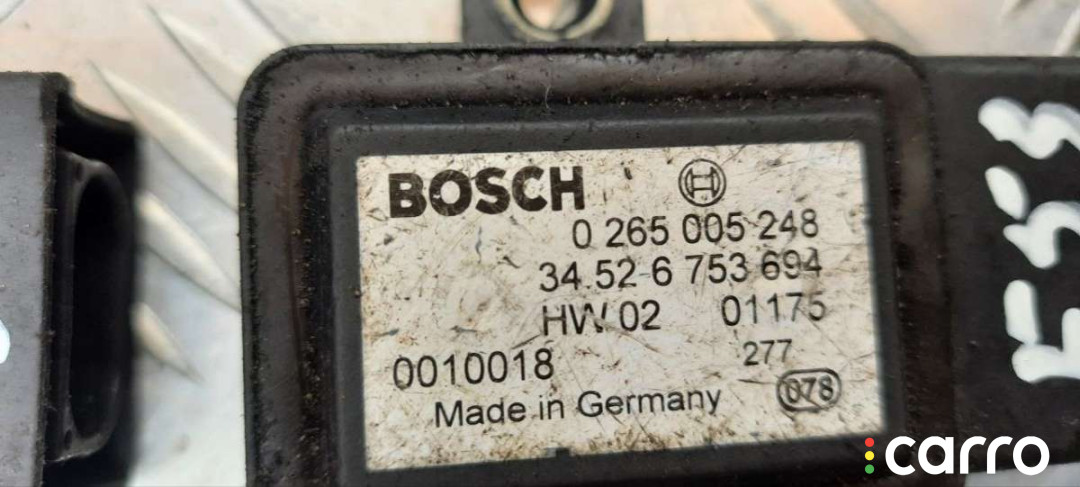 BOSCH
0 265 005 248
34.52-6 753 694
HW 02 01175
0010018 277
Made in Germany 078
E53
carro